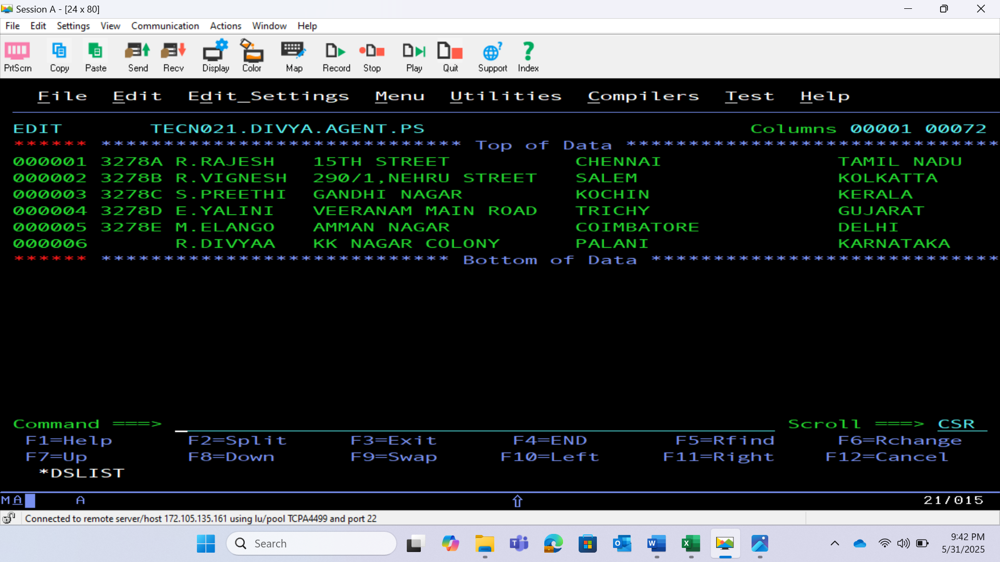 Session A - [24 x 80]
File Edit Settings View Communication Actions Window Help
PrtScrn Copy Paste Send Recv Display Color Map Record Stop Play Quit Support Index
File Edit Edit_Settings Menu Utilities Compilers Test Help
EDIT TECN021.DIVYA.AGENT.PS Columns 00001 00072
****** ***************************** Top of Data ******************************
000001 3278A R.RAJESH 15TH STREET CHENNAI TAMIL NADU
000002 3278B R.VIGNESH 290/1,NEHRU STREET SALEM KOLKATTA
000003 3278C S.PREETHI GANDHI NAGAR KOCHIN KERALA
000004 3278D E.YALINI VEERANAM MAIN ROAD TRICHY GUJARAT
000005 3278E M.ELANGO AMMAN NAGAR COIMBATORE DELHI
000006 R.DIVYAA KK NAGAR COLONY PALANI KARNATAKA
****** **************************** Bottom of Data ****************************
Command ===> Scroll ===> CSR
F1=Help F2=Split F3=Exit F4=END F5=Rfind F6=Rchange
F7=Up F8=Down F9=Swap F10=Left F11=Right F12=Cancel
*DSLIST
MA A 21/015
Connected to remote server/host 172.105.135.161 using lu/pool TCPA4499 and port 22
Search
9:42 PM
5/31/2025